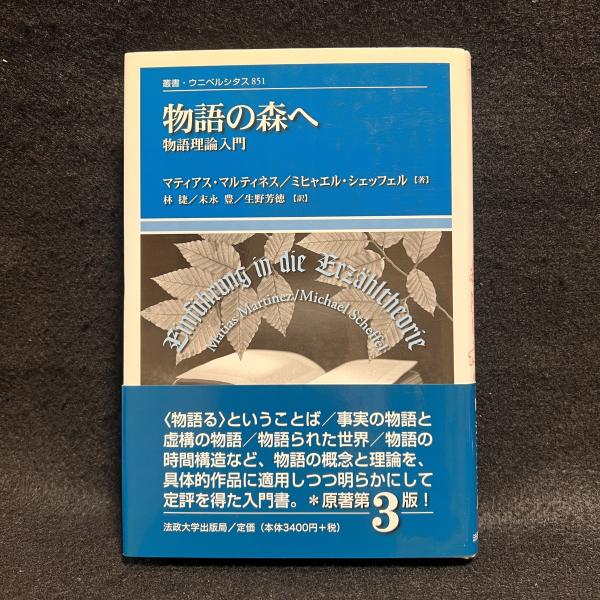 叢書・ウニベルシタス 851
物語の森へ
物語理論入門
マティアス・マルティネス/ミヒャエル・シェッフェル【著】
林 捷/末永 豊/生野芳徳【訳】
Einführung in die Erzähltheorie
Matias Martinez/Michael Scheffel
〈物語る〉ということば/事実の物語と
虚構の物語/物語られた世界/物語の
時間構造など、物語の概念と理論を、
具体的作品に適用しつつ明らかにして
定評を得た入門書。*原著第3版!
法政大学出版局/定価(本体3400円+税)